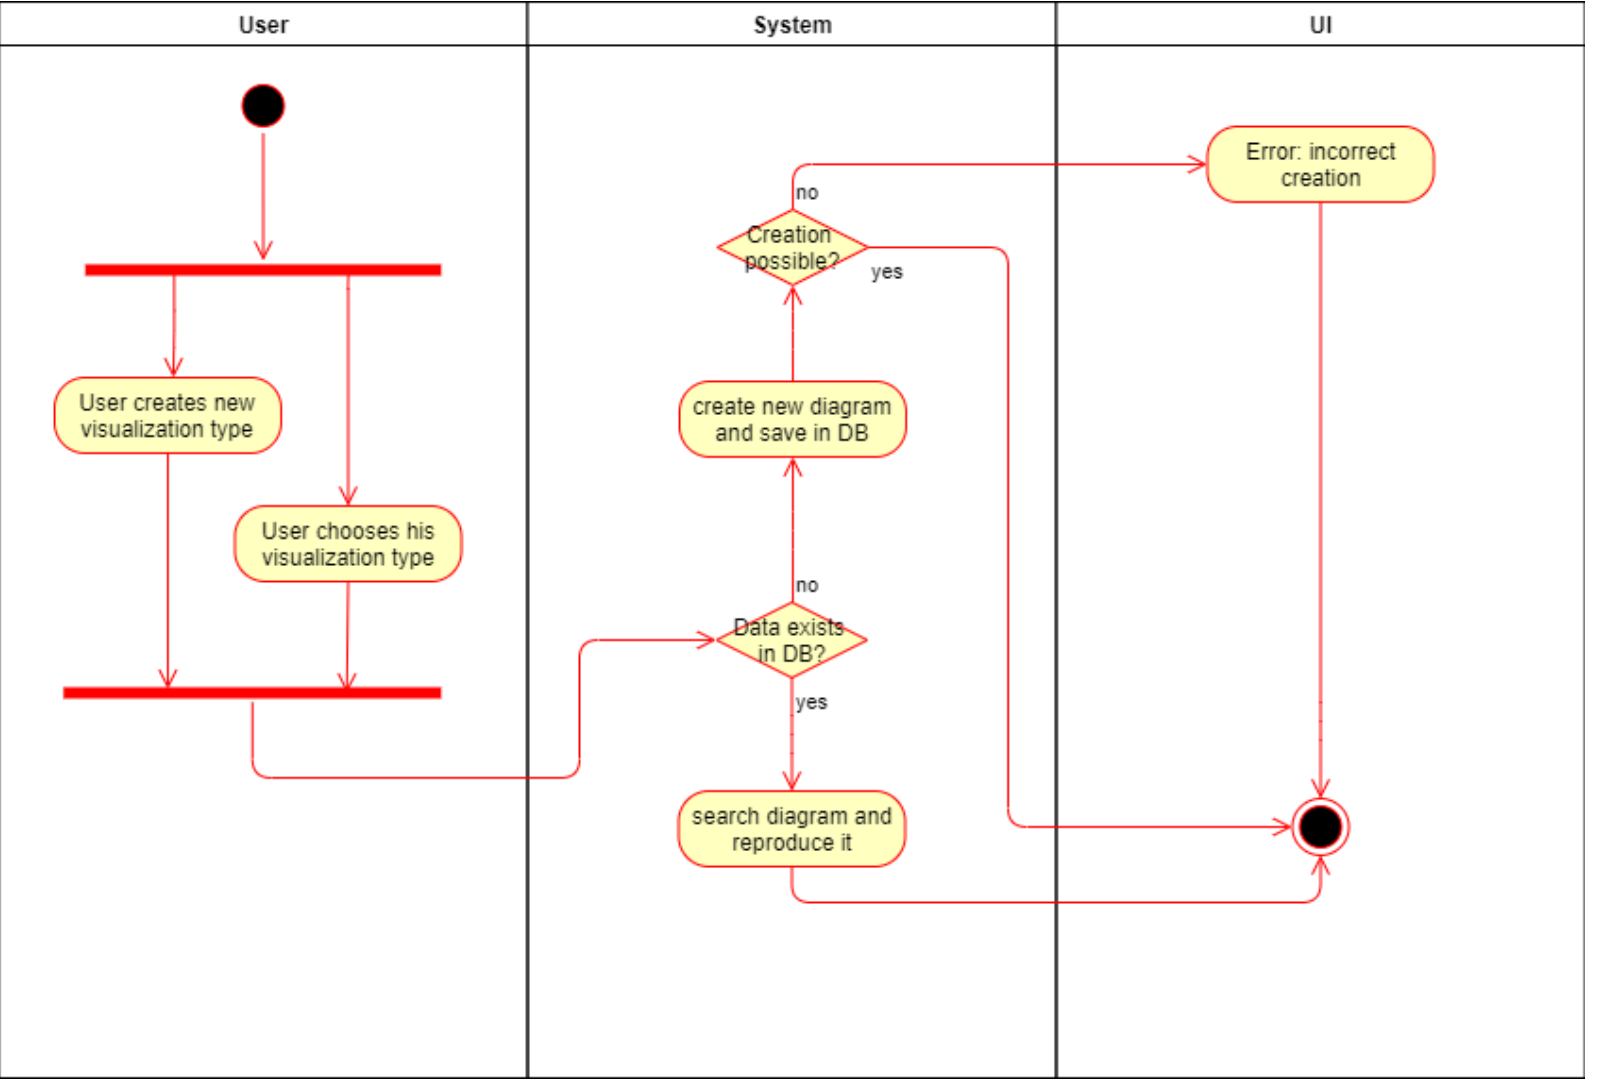 User
System
UI
Error: incorrect
creation
no
Creation
possible?
yes
User creates new
visualization type
create new diagram
and save in DB
User chooses his
visualization type
no
Data exists
in DB?
yes
search diagram and
reproduce it